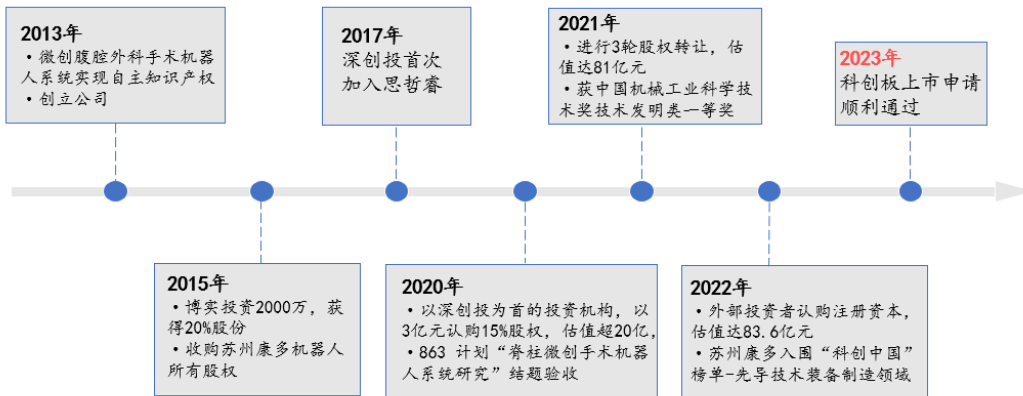 2013年
·微创腹腔外科手术机器
人系统实现自主知识产权
·创立公司
2017年
深创投首次
加入思哲睿
2021年
·进行3轮股权转让，估
值达81亿元
·获中国机械工业科学技
术奖技术发明类一等奖
2023年
科创板上市申请
顺利通过
2015年
·博实投资2000万，获
得20%股份
·收购苏州康多机器人
所有股权
2020年
·以深创投为首的投资机构，以
3亿元认购15%股权，估值超20亿，
·863 计划“脊柱微创手术机器
人系统研究”结题验收
2022年
·外部投资者认购注册资本，
估值达83.6亿元
·苏州康多入围“科创中国”
榜单-先导技术装备制造领域